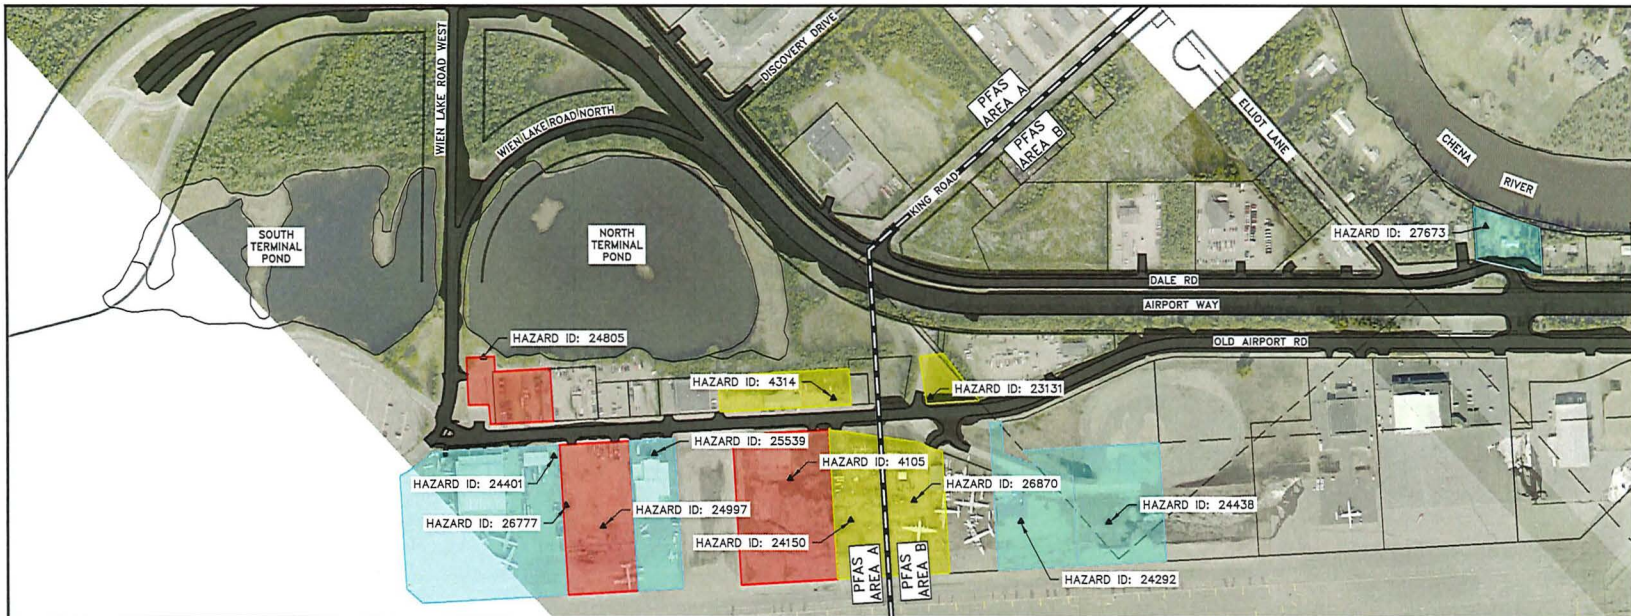 WIEN LAKE ROAD WEST
DISCOVERY DRIVE
WIEN LAKE ROAD NORTH
PFAS
AREA A
PFAS
AREA B
ELLIOT LANE
CHENA
RIVER
KING ROAD
SOUTH
TERMINAL
POND
NORTH
TERMINAL
POND
HAZARD ID: 27673
DALE RD
AIRPORT WAY
OLD AIRPORT RD
HAZARD ID: 24805
HAZARD ID: 4314
HAZARD ID: 23131
HAZARD ID: 25539
HAZARD ID: 4105
HAZARD ID: 24401
HAZARD ID: 26870
HAZARD ID: 24997
HAZARD ID: 24438
HAZARD ID: 26777
HAZARD ID: 24150
PFAS
AREA A
PFAS
AREA B
HAZARD ID: 24292